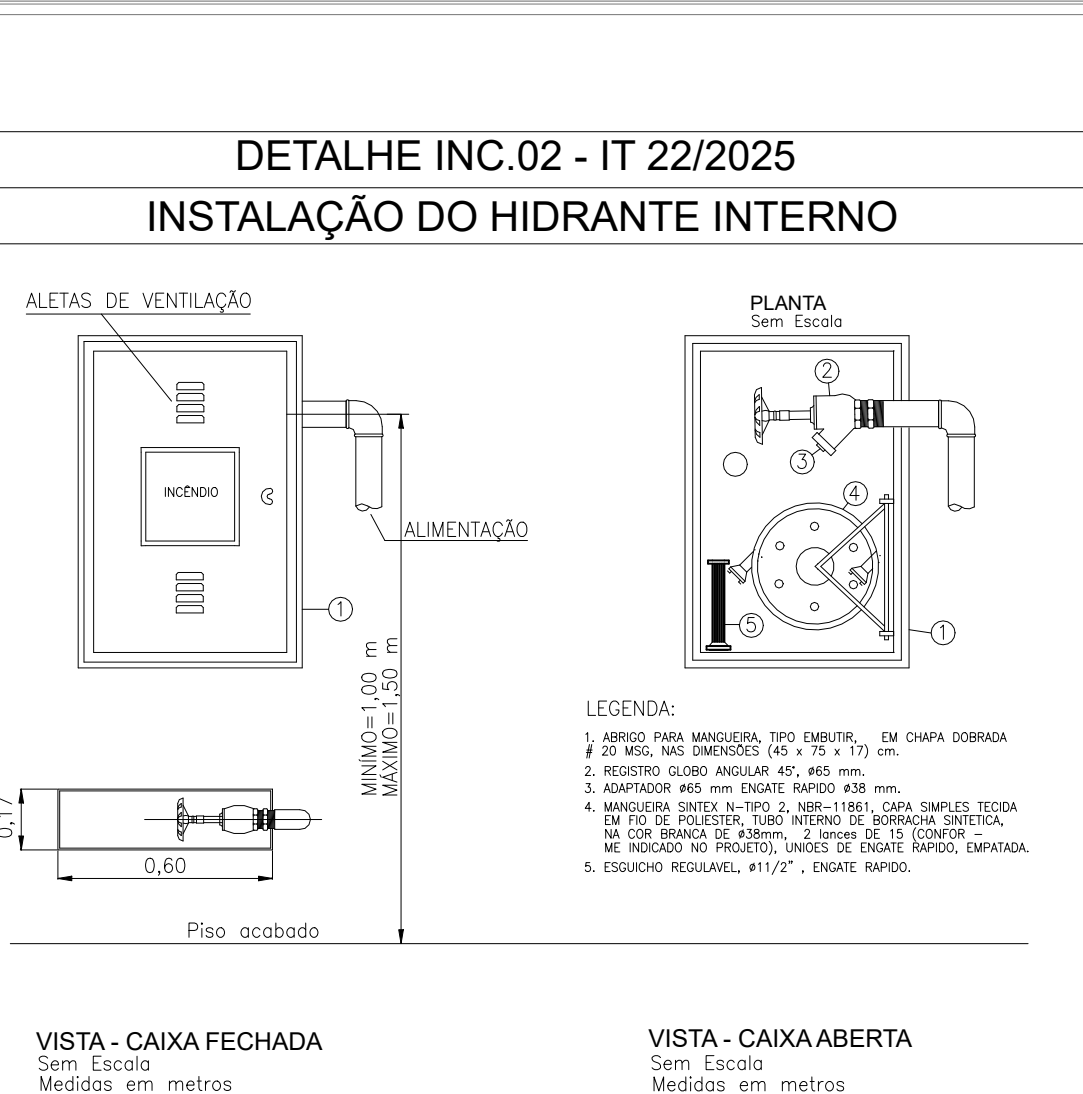 DETALHE INC.02 - IT 22/2025
INSTALAÇÃO DO HIDRANTE INTERNO
ALETAS DE VENTILAÇÃO
INCÊNDIO
ALIMENTAÇÃO
1
MINÍMO=1,00 m
MÁXIMO=1,50 m
0,17
0,60
Piso acabado
PLANTA
Sem Escala
2
3
4
5
1
LEGENDA:
1. ABRIGO PARA MANGUEIRA, TIPO EMBUTIR, EM CHAPA DOBRADA
# 20 MSG, NAS DIMENSÕES (45 x 75 x 17) cm.
2. REGISTRO GLOBO ANGULAR 45°, ø65 mm.
3. ADAPTADOR ø65 mm ENGATE RAPIDO ø38 mm.
4. MANGUEIRA SINTEX N-TIPO 2, NBR-11861, CAPA SIMPLES TECIDA
EM FIO DE POLIESTER, TUBO INTERNO DE BORRACHA SINTETICA,
NA COR BRANCA DE ø38mm, 2 lances DE 15 (CONFOR -
ME INDICADO NO PROJETO), UNIOES DE ENGATE RAPIDO, EMPATADA.
5. ESGUICHO REGULAVEL, ø11/2" , ENGATE RAPIDO.
VISTA - CAIXA FECHADA
Sem Escala
Medidas em metros
VISTA - CAIXA ABERTA
Sem Escala
Medidas em metros